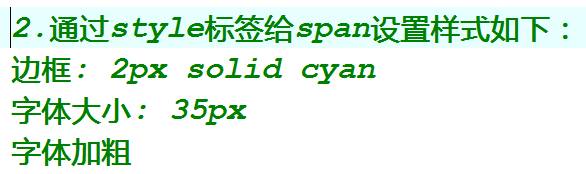 2.通过style标签给span设置样式如下：
边框: 2px solid cyan
字体大小: 35px
字体加粗